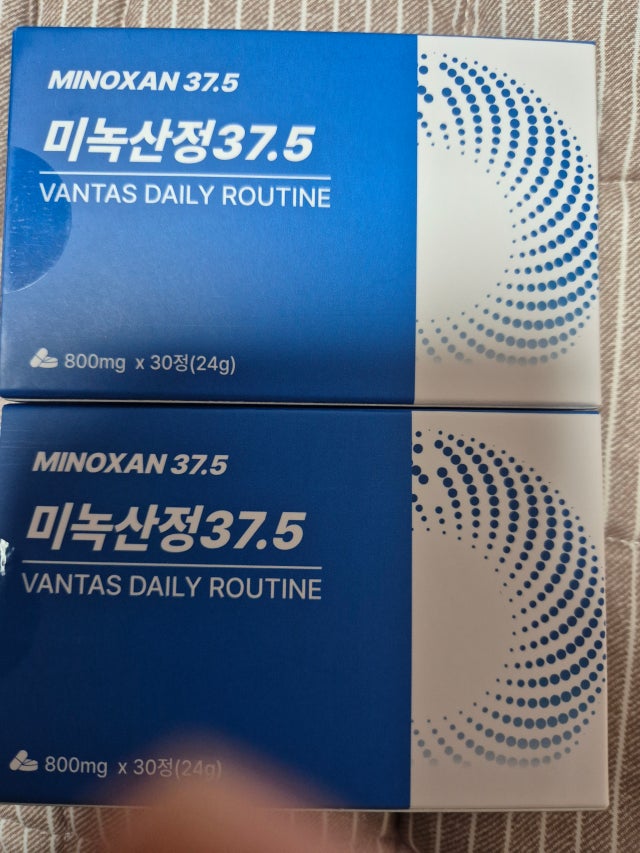 MINOXAN 37.5
미녹산정37.5
VANTAS DAILY ROUTINE
800mg x 30정(24g)
MINOXAN 37.5
미녹산정37.5
VANTAS DAILY ROUTINE
800mg x 30정(24g)